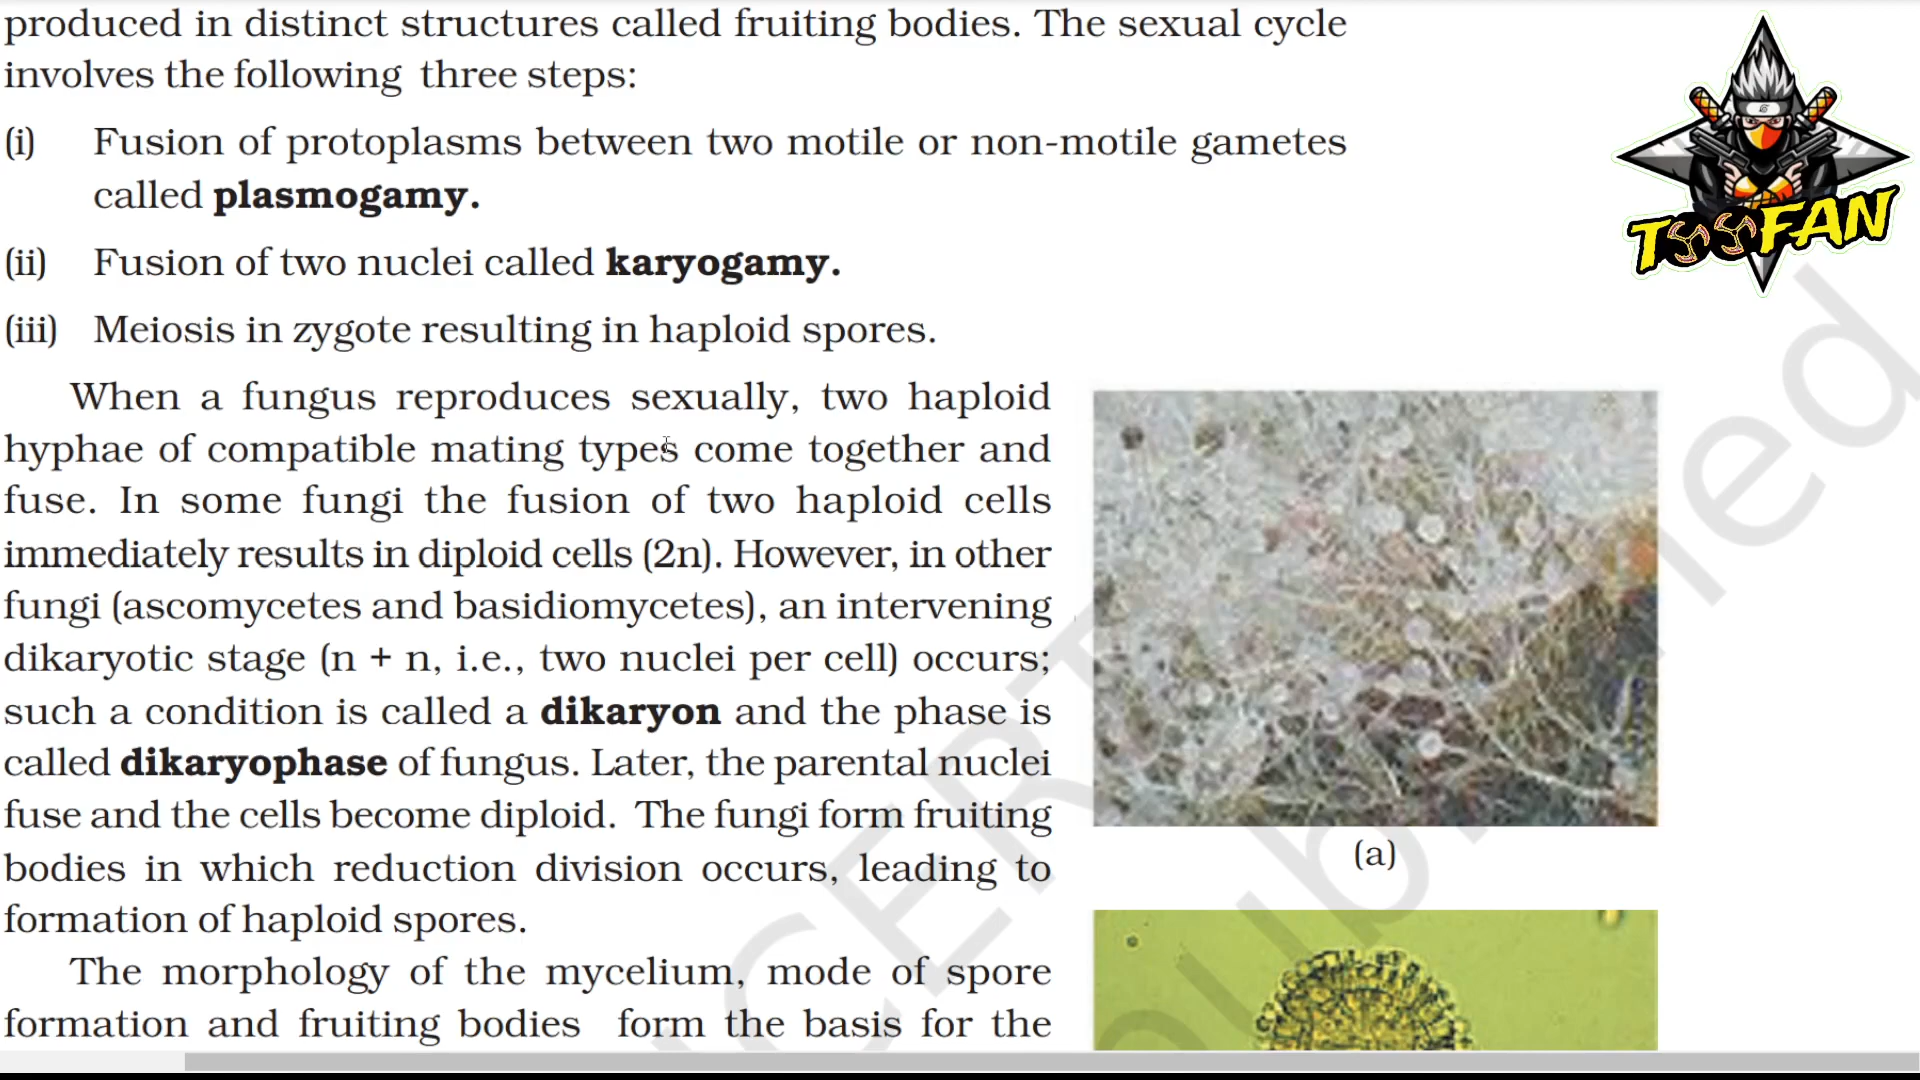 produced in distinct structures called fruiting bodies. The sexual cycle
involves the following three steps:
(i) Fusion of protoplasms between two motile or non-motile gametes
called plasmogamy.
(ii) Fusion of two nuclei called karyogamy.
(iii) Meiosis in zygote resulting in haploid spores.
When a fungus reproduces sexually, two haploid
hyphae of compatible mating types come together and
fuse. In some fungi the fusion of two haploid cells
immediately results in diploid cells (2n). However, in other
fungi (ascomycetes and basidiomycetes), an intervening
dikaryotic stage (n + n, i.e., two nuclei per cell) occurs;
such a condition is called a dikaryon and the phase is
called dikaryophase of fungus. Later, the parental nuclei
fuse and the cells become diploid. The fungi form fruiting
bodies in which reduction division occurs, leading to
formation of haploid spores.
The morphology of the mycelium, mode of spore
formation and fruiting bodies form the basis for the
(a)
TOOFAN